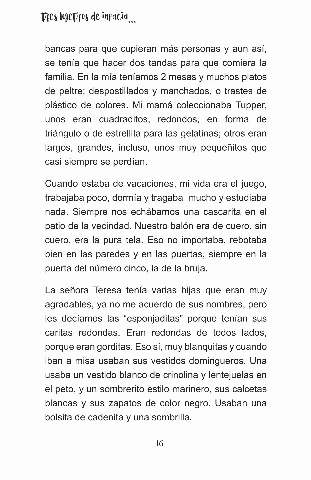 Tres lagartijos de infancia...
bancas para que cupieran más personas y aun así,
se tenía que hacer dos tandas para que comiera la
familia. En la mía teníamos 2 mesas y muchos platos
de peltre; despostillados y manchados, o trastes de
plástico de colores. Mi mamá coleccionaba Tupper,
unos eran cuadraditos, redondos, en forma de
triángulo o de estrellita para las gelatinas; otros eran
largos, grandes, incluso, unos muy pequeñitos que
casi siempre se perdían.
Cuando estaba de vacaciones, mi vida era el juego,
trabajaba poco, dormía y tragaba mucho y estudiaba
nada. Siempre nos echábamos una cascarita en el
patio de la vecindad. Nuestro balón era de cuero, sin
cuero, era la pura tela. Eso no importaba, rebotaba
bien en las paredes y en las puertas, siempre en la
puerta del número cinco, la de la bruja.
La señora Teresa tenía varias hijas que eran muy
agradables, ya no me acuerdo de sus nombres, pero
les decíamos las "esponjaditas" porque tenían sus
caritas redondas. Eran redondas de todos lados,
porque eran gorditas. Eso sí, muy blanquitas y cuando
iban a misa usaban sus vestidos domingueros. Una
usaba un vestido blanco de crinolina y lentejuelas en
el peto, y un sombrerito estilo marinero, sus calcetas
blancas y sus zapatos de color negro. Usaban una
bolsita de cadenita y una sombrilla.
16